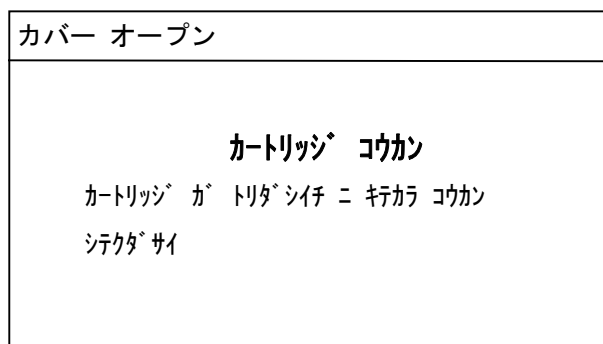 カバー オープン
ｶｰﾄﾘｯｼﾞ ｺｳｶﾝ
ｶｰﾄﾘｯｼﾞ ｶﾞ ﾄﾘﾀﾞｼｲﾁ ﾆ ｷﾃｶﾗ ｺｳｶﾝ
ｼﾃｸﾀﾞｻｲ